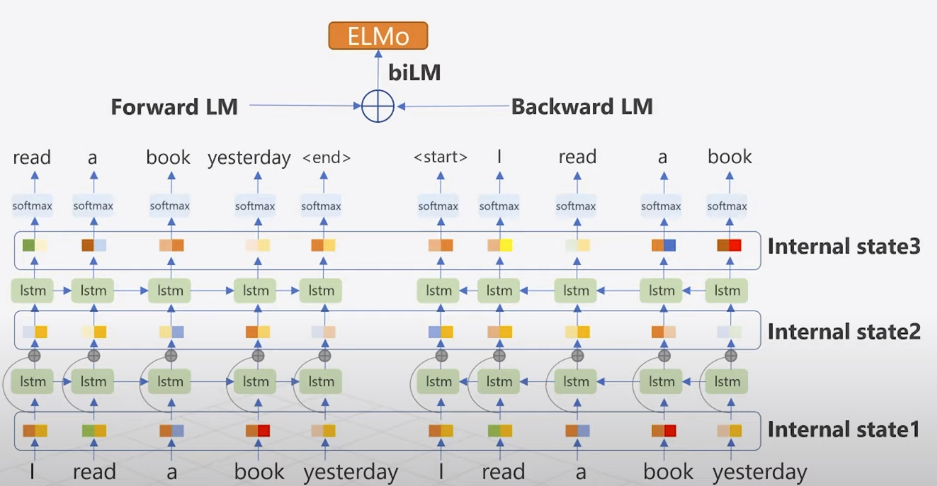 ELMo
biLM
Forward LM
Backward LM
read a book yesterday <end> <start> I read a book
softmax softmax softmax softmax softmax softmax softmax softmax softmax softmax
Internal state3
lstm lstm lstm lstm lstm lstm lstm lstm lstm lstm
Internal state2
lstm lstm lstm lstm lstm lstm lstm lstm lstm lstm
Internal state1
I read a book yesterday I read a book yesterday